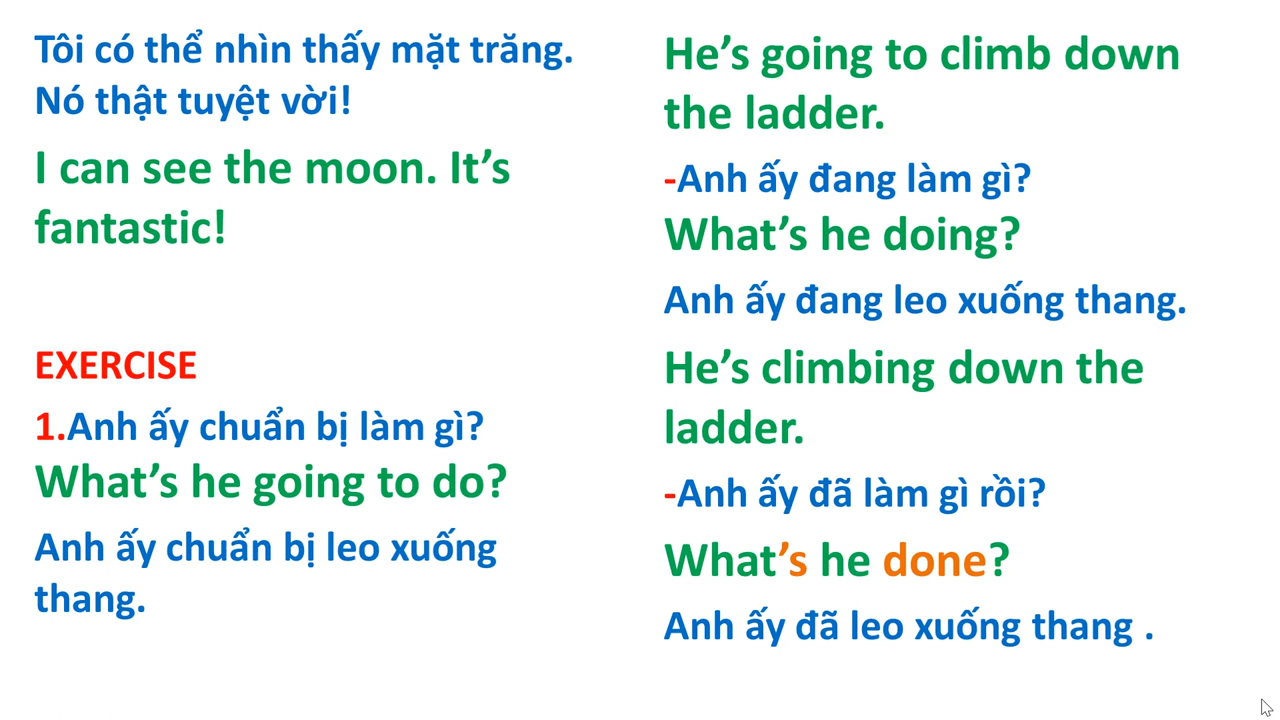 Tôi có thể nhìn thấy mặt trăng.
Nó thật tuyệt vời!
I can see the moon. It’s
fantastic!
EXERCISE
1.Anh ấy chuẩn bị làm gì?
What’s he going to do?
Anh ấy chuẩn bị leo xuống
thang.
He’s going to climb down
the ladder.
-Anh ấy đang làm gì?
What’s he doing?
Anh ấy đang leo xuống thang.
He’s climbing down the
ladder.
-Anh ấy đã làm gì rồi?
What’s he done?
Anh ấy đã leo xuống thang .